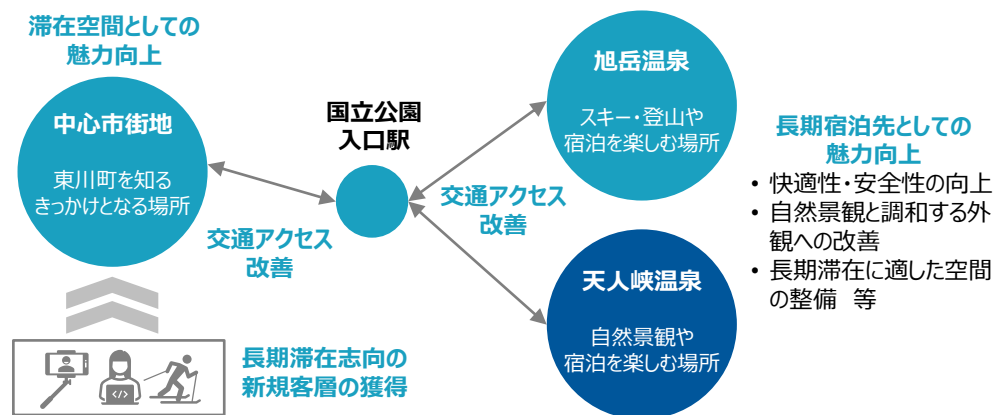 滞在空間としての
魅力向上
中心市街地
東川町を知る
きっかけとなる場所
国立公園
入口駅
交通アクセス
改善
交通アクセス
改善
旭岳温泉
スキー・登山や
宿泊を楽しむ場所
天人峡温泉
自然景観や
宿泊を楽しむ場所
長期宿泊先としての
魅力向上
• 快適性・安全性の向上
• 自然景観と調和する外
観への改善
• 長期滞在に適した空間
の整備 等
</>
長期滞在志向の
新規客層の獲得